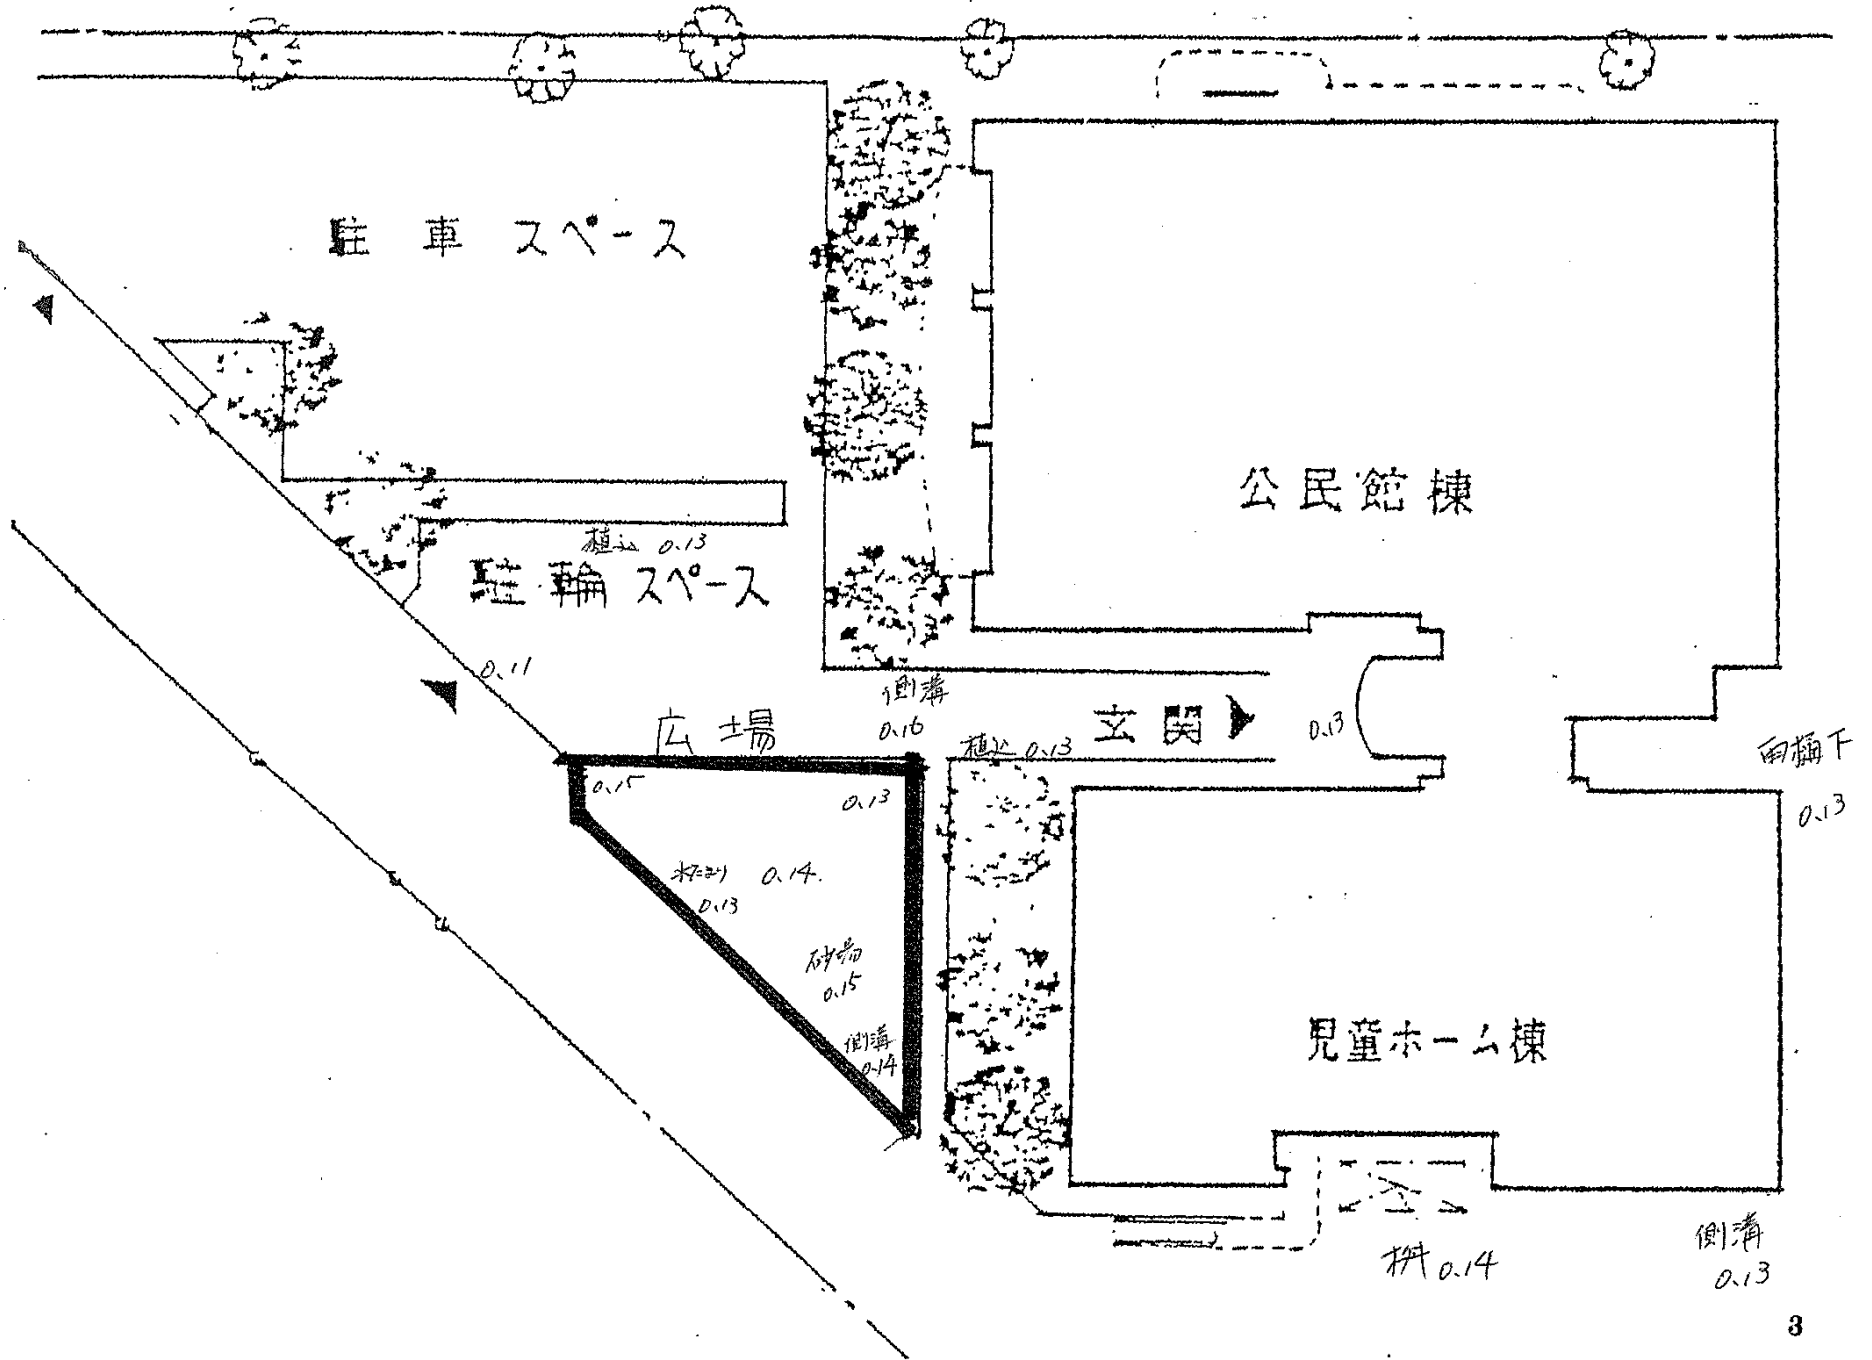 駐車スペース
公民館棟
植込 0.13
駐輪スペース
0.11
側溝
0.16
広場
玄関
0.13
植込 0.13
雨樋下
0.13
0.15
0.13
水たまり 0.14
0.13
砂場
0.15
側溝
0.14
児童ホーム棟
桝 0.14
側溝
0.13
3